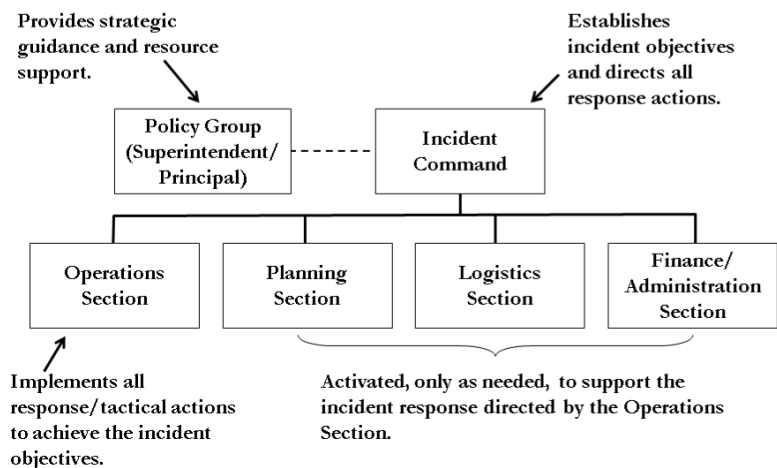 Provides strategic
guidance and resource
support.
Establishes
incident objectives
and directs all
response actions.
Policy Group
(Superintendent/
Principal)
Incident
Command
Operations
Section
Planning
Section
Logistics
Section
Finance/
Administration
Section
Implements all
response/tactical actions
to achieve the incident
objectives.
Activated, only as needed, to support the
incident response directed by the Operations
Section.